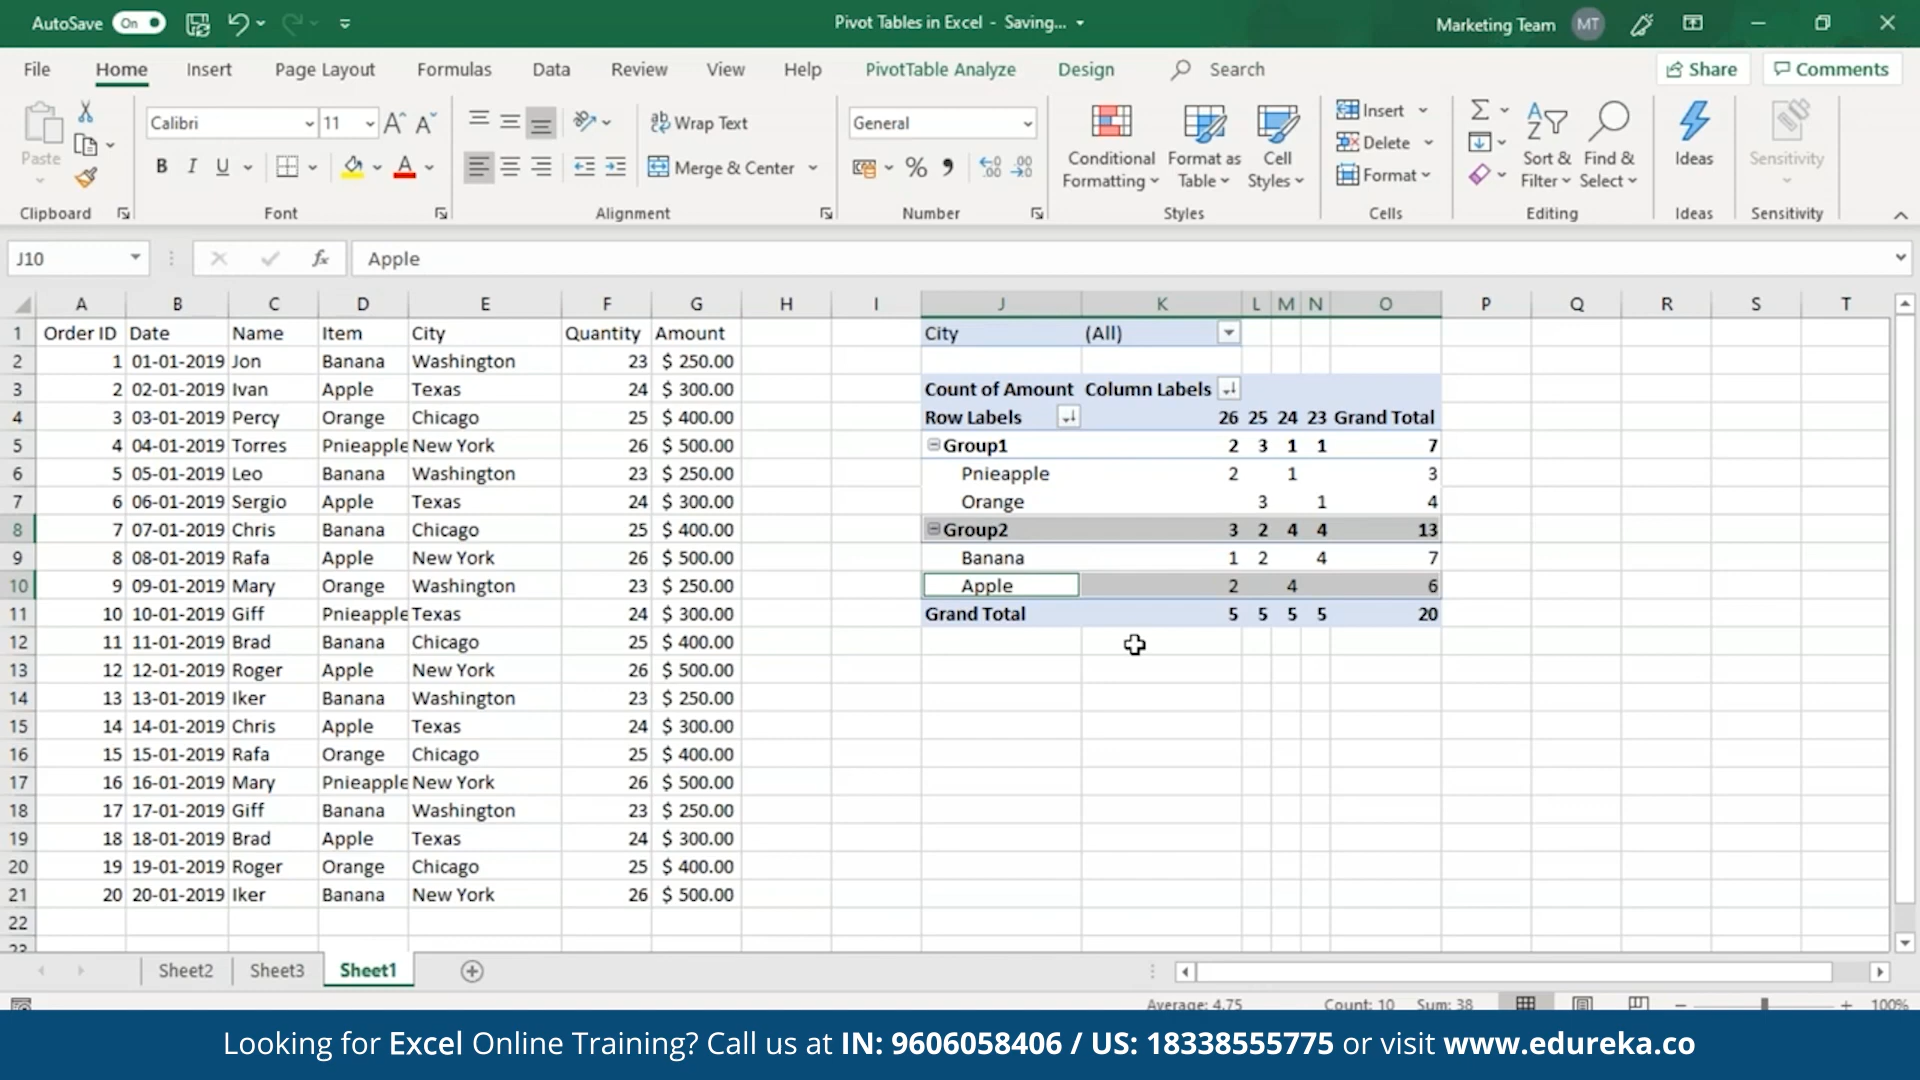 AutoSave On Pivot Tables in Excel - Saving... Marketing Team MT
File Home Insert Page Layout Formulas Data Review View Help PivotTable Analyze Design Search Share Comments
Calibri 11 Wrap Text General Insert
Paste Conditional Format as Cell Delete Sort & Find & Ideas Sensitivity
B I U A Merge & Center % Formatting Table Styles Format Filter Select
Clipboard Font Alignment Number Styles Cells Editing Ideas Sensitivity
J10 fx Apple
A B C D E F G H I J K L M N O P Q R S T
1 Order ID Date Name Item City Quantity Amount City (All)
2 1 01-01-2019 Jon Banana Washington 23 $ 250.00
3 2 02-01-2019 Ivan Apple Texas 24 $ 300.00 Count of Amount Column Labels
4 3 03-01-2019 Percy Orange Chicago 25 $ 400.00 Row Labels 26 25 24 23 Grand Total
5 4 04-01-2019 Torres Pnieapple New York 26 $ 500.00 Group1 2 3 1 1 7
6 5 05-01-2019 Leo Banana Washington 23 $ 250.00 Pnieapple 2 1 3
7 6 06-01-2019 Sergio Apple Texas 24 $ 300.00 Orange 3 1 4
8 7 07-01-2019 Chris Banana Chicago 25 $ 400.00 Group2 3 2 4 4 13
9 8 08-01-2019 Rafa Apple New York 26 $ 500.00 Banana 1 2 4 7
10 9 09-01-2019 Mary Orange Washington 23 $ 250.00 Apple 2 4 6
11 10 10-01-2019 Giff Pnieapple Texas 24 $ 300.00 Grand Total 5 5 5 5 20
12 11 11-01-2019 Brad Banana Chicago 25 $ 400.00
13 12 12-01-2019 Roger Apple New York 26 $ 500.00
14 13 13-01-2019 Iker Banana Washington 23 $ 250.00
15 14 14-01-2019 Chris Apple Texas 24 $ 300.00
16 15 15-01-2019 Rafa Orange Chicago 25 $ 400.00
17 16 16-01-2019 Mary Pnieapple New York 26 $ 500.00
18 17 17-01-2019 Giff Banana Washington 23 $ 250.00
19 18 18-01-2019 Brad Apple Texas 24 $ 300.00
20 19 19-01-2019 Roger Orange Chicago 25 $ 400.00
21 20 20-01-2019 Iker Banana New York 26 $ 500.00
22
23
Sheet2 Sheet3 Sheet1
Average: 4.75 Count: 10 Sum: 38 100%
Looking for Excel Online Training? Call us at IN: 9606058406 / US: 18338555775 or visit www.edureka.co